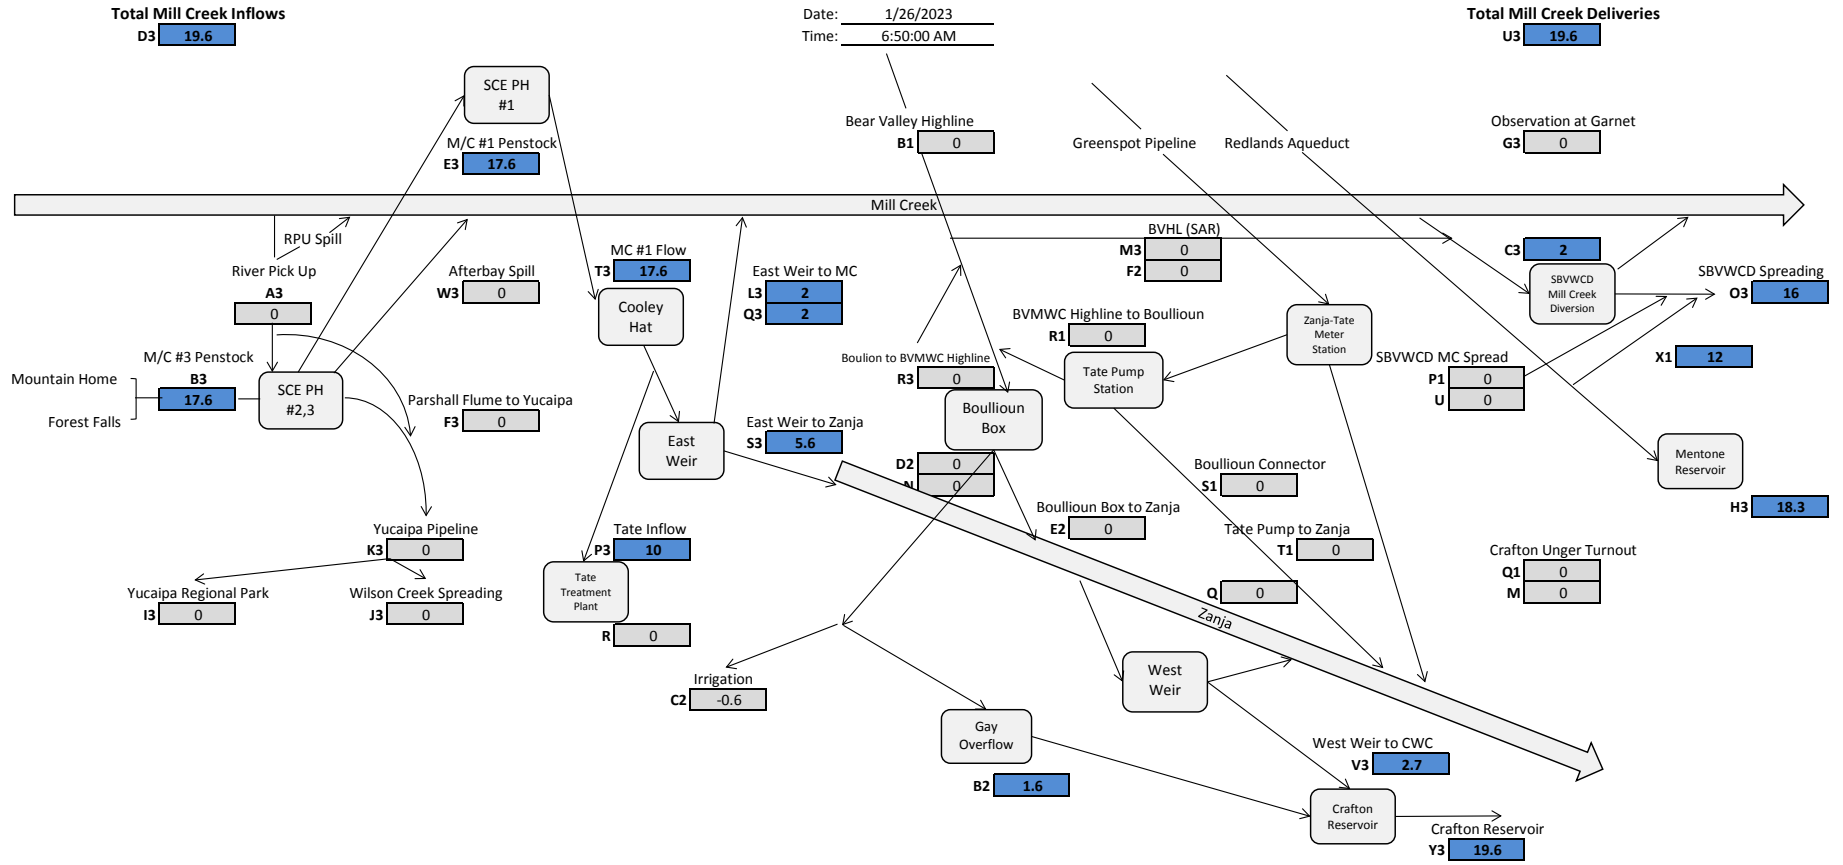 Total Mill Creek Inflows
D3 19.6
Date: 1/26/2023
Time: 6:50:00 AM
Total Mill Creek Deliveries
U3 19.6
SCE PH
#1
M/C #1 Penstock
E3 17.6
Bear Valley Highline
B1 0
Greenspot Pipeline
Redlands Aqueduct
Observation at Garnet
G3 0
Mill Creek
RPU Spill
River Pick Up
A3
0
Afterbay Spill
W3 0
MC #1 Flow
T3 17.6
Cooley
Hat
East Weir to MC
L3 2
Q3 2
BVHL (SAR)
M3 0
F2 0
C3 2
SBVWCD
Mill Creek
Diversion
SBVWCD Spreading
O3 16
BVMWC Highline to Boullioun
R1 0
Zanja-Tate
Meter
Station
M/C #3 Penstock
B3
17.6
Mountain Home
Forest Falls
SCE PH
#2,3
Parshall Flume to Yucaipa
F3 0
Boulion to BVMWC Highline
R3 0
Tate Pump
Station
SBVWCD MC Spread
P1 0
U 0
X1 12
Boullioun
Box
East
Weir
East Weir to Zanja
S3 5.6
D2 0
N 0
Boullioun Connector
S1 0
Mentone
Reservoir
H3 18.3
Boullioun Box to Zanja
E2 0
Tate Pump to Zanja
T1 0
Yucaipa Pipeline
K3 0
Tate Inflow
P3 10
Tate
Treatment
Plant
R 0
Crafton Unger Turnout
Q1 0
M 0
Yucaipa Regional Park
I3 0
Wilson Creek Spreading
J3 0
Q 0
Zanja
Irrigation
C2 -0.6
West
Weir
Gay
Overflow
B2 1.6
West Weir to CWC
V3 2.7
Crafton
Reservoir
Crafton Reservoir
Y3 19.6